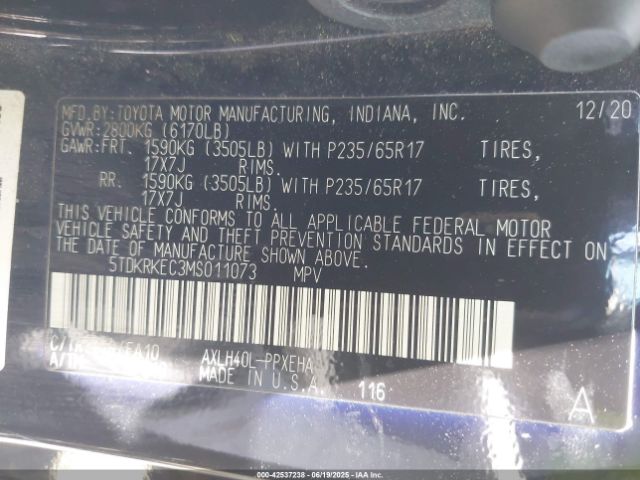 MFD.BY:TOYOTA MOTOR MANUFACTURING, INDIANA, INC. 12/20
GVWR:2800KG (6170LB)
GAWR:FRT. 1590KG (3505LB) WITH P235/65R17 TIRES,
17X7J RIMS.
RR. 1590KG (3505LB) WITH P235/65R17 TIRES,
17X7J RIMS.
THIS VEHICLE CONFORMS TO ALL APPLICABLE FEDERAL MOTOR
VEHICLE SAFETY AND THEFT PREVENTION STANDARDS IN EFFECT ON
THE DATE OF MANUFACTURE SHOWN ABOVE.
5TDKRKEC3MS011073 MPV
AXLH40L-PPXEHA
MADE IN U.S.A. 116 A
000-42537238 - 06/19/2025 - IAA Inc.